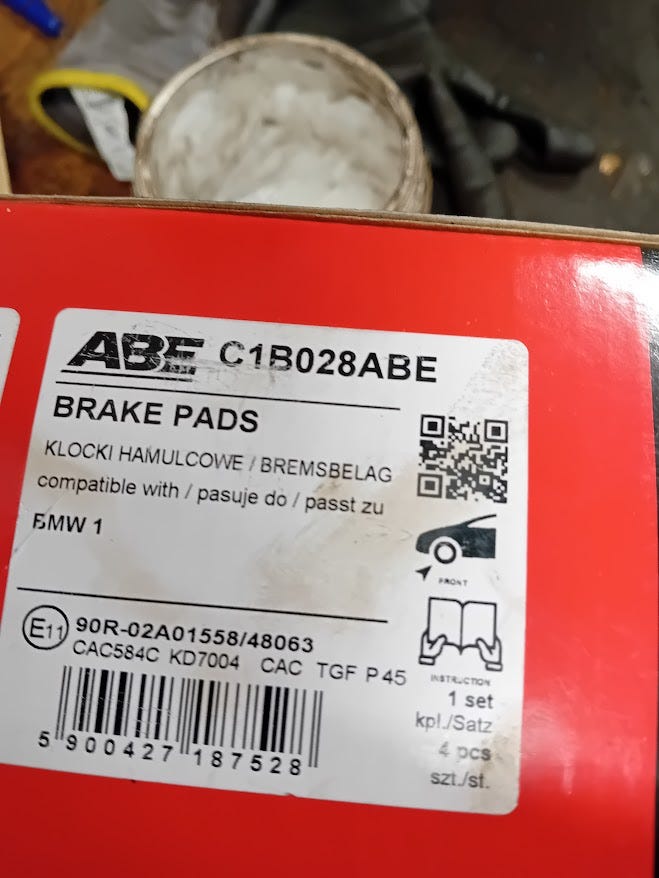 ABE C1B028ABE
BRAKE PADS
KLOCKI HAMULCOWE / BREMSBELAG
compatible with / pasuje do / passt zu
BMW 1
FRONT
E11 90R-02A01558/48063
CAC584C KD7004 CAC TGF P45
INSTRUCTION
1 set
kpl./Satz
4 pcs
szt./st.
5 900427 187528